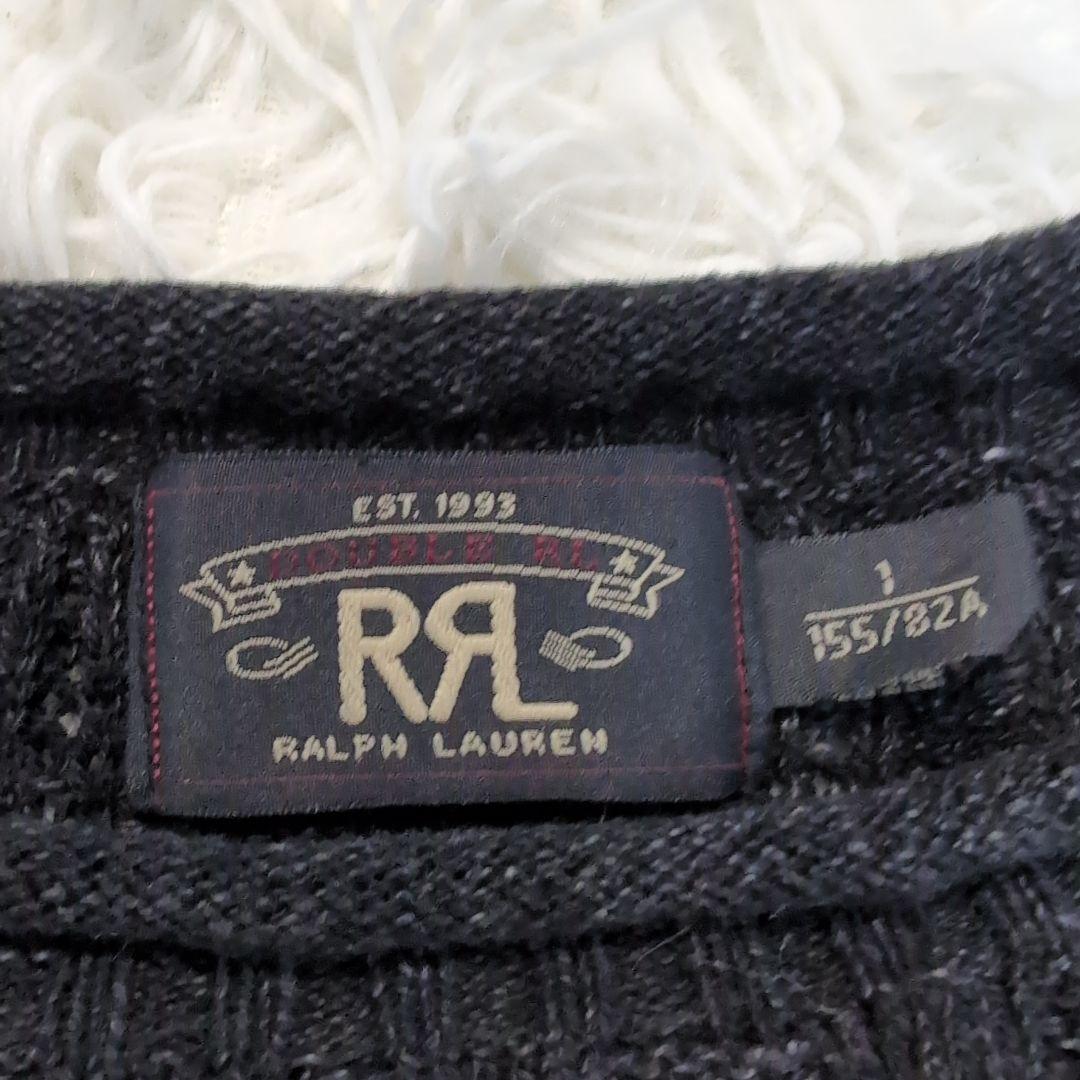 EST. 1993
DOUBLE RL
RRL
RALPH LAUREN
1
155/82A